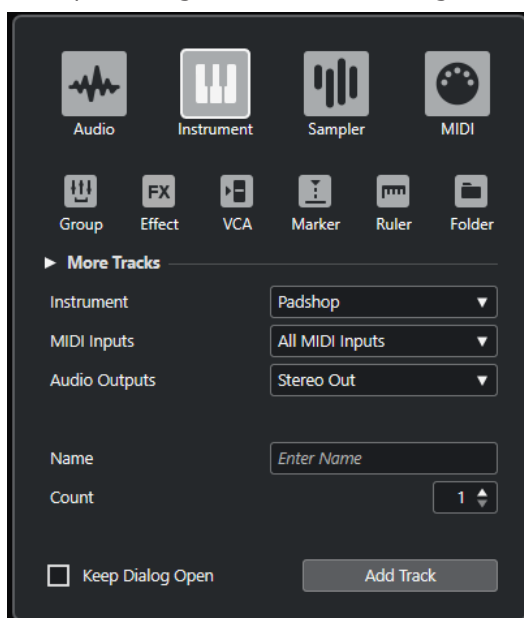 Audio Instrument Sampler MIDI
FX
Group Effect VCA Marker Ruler Folder
More Tracks
Instrument Padshop
MIDI Inputs All MIDI Inputs
Audio Outputs Stereo Out
Name Enter Name
Count 1
Keep Dialog Open Add Track